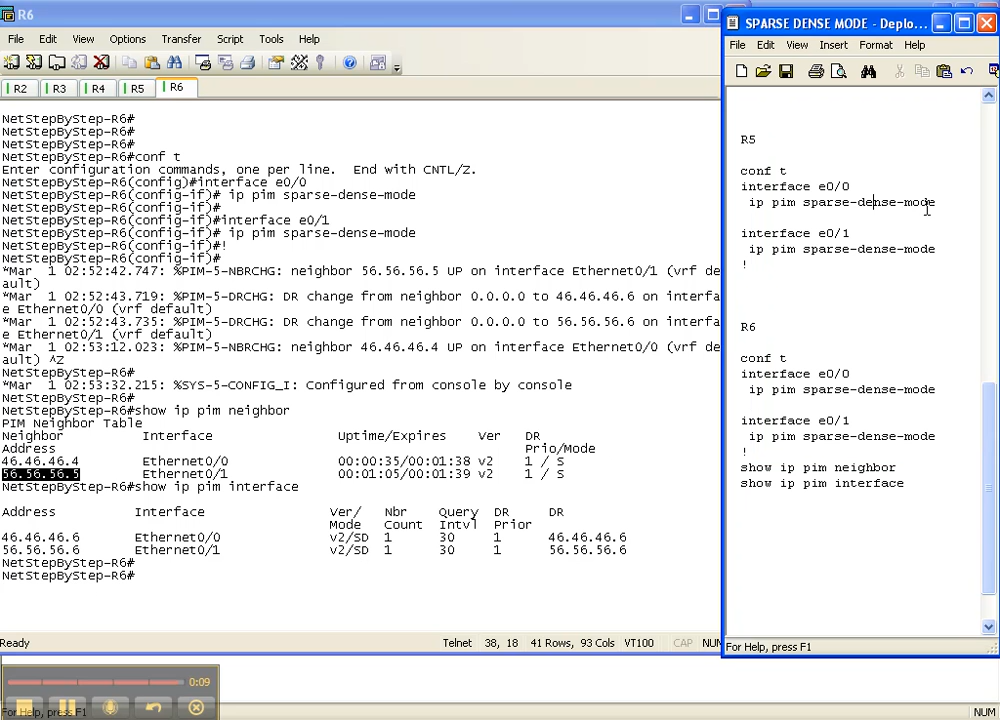 R6
File Edit View Options Transfer Script Tools Help
R2 R3 R4 R5 R6
NetStepByStep-R6#
NetStepByStep-R6#
NetStepByStep-R6#
NetStepByStep-R6#conf t
Enter configuration commands, one per line.  End with CNTL/Z.
NetStepByStep-R6(config)#interface e0/0
NetStepByStep-R6(config-if)# ip pim sparse-dense-mode
NetStepByStep-R6(config-if)#
NetStepByStep-R6(config-if)#interface e0/1
NetStepByStep-R6(config-if)# ip pim sparse-dense-mode
NetStepByStep-R6(config-if)#!
NetStepByStep-R6(config-if)#
*Mar  1 02:52:42.747: %PIM-5-NBRCHG: neighbor 56.56.56.5 UP on interface Ethernet0/1 (vrf def
ault)
*Mar  1 02:52:43.719: %PIM-5-DRCHG: DR change from neighbor 0.0.0.0 to 46.46.46.6 on interfa
e Ethernet0/0 (vrf default)
*Mar  1 02:52:43.735: %PIM-5-DRCHG: DR change from neighbor 0.0.0.0 to 56.56.56.6 on interfa
e Ethernet0/1 (vrf default)
*Mar  1 02:53:12.023: %PIM-5-NBRCHG: neighbor 46.46.46.4 UP on interface Ethernet0/0 (vrf de
ault) ^Z
NetStepByStep-R6#
*Mar  1 02:53:32.215: %SYS-5-CONFIG_I: Configured from console by console
NetStepByStep-R6#
NetStepByStep-R6#show ip pim neighbor
PIM Neighbor Table
Neighbor Interface Uptime/Expires Ver DR
Address Prio/Mode
46.46.46.4 Ethernet0/0 00:00:35/00:01:38 v2 1 / S
56.56.56.5 Ethernet0/1 00:01:05/00:01:39 v2 1 / S
NetStepByStep-R6#show ip pim interface
Address Interface Ver/ Nbr Query DR DR
Mode Count Intvl Prior
46.46.46.6 Ethernet0/0 v2/SD 1 30 1 46.46.46.6
56.56.56.6 Ethernet0/1 v2/SD 1 30 1 56.56.56.6
NetStepByStep-R6#
NetStepByStep-R6#
Ready Telnet 38, 18 41 Rows, 93 Cols VT100 CAP NUM
0:09
For Help, press F1
SPARSE DENSE MODE - Deplo...
File Edit View Insert Format Help
R5
conf t
interface e0/0
ip pim sparse-dense-mode
interface e0/1
ip pim sparse-dense-mode
!
R6
conf t
interface e0/0
ip pim sparse-dense-mode
interface e0/1
ip pim sparse-dense-mode
!
show ip pim neighbor
show ip pim interface
For Help, press F1
NUM